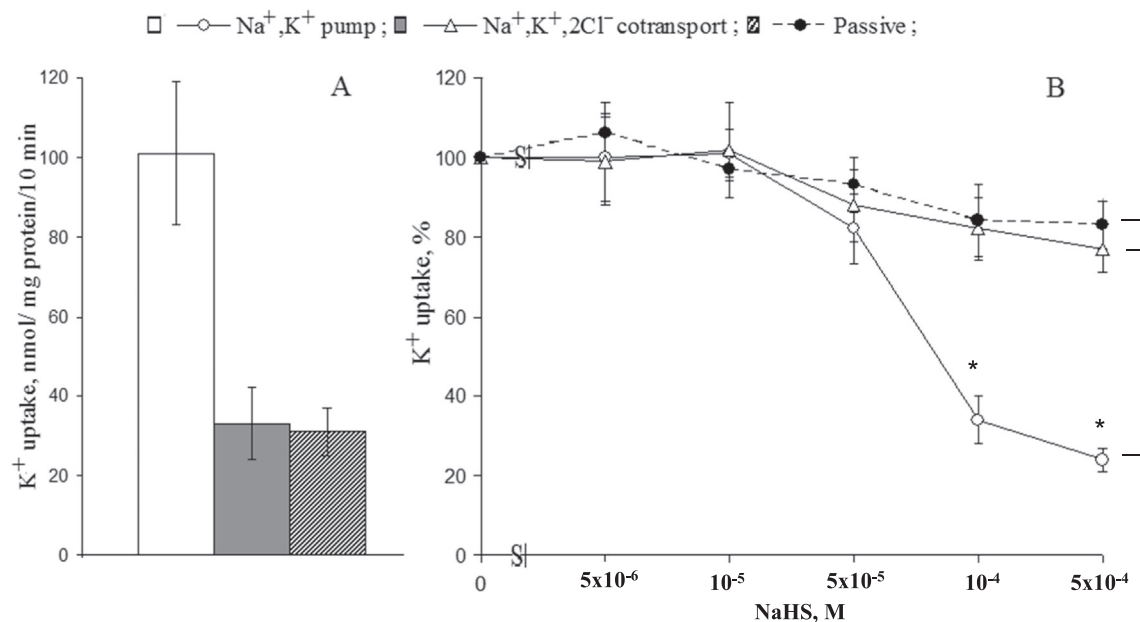 Na⁺,K⁺ pump ; Na⁺,K⁺,2Cl⁻ cotransport ; Passive ;
A
K⁺ uptake, nmol/ mg protein/10 min
120
100
80
60
40
20
0
B
K⁺ uptake, %
120
100
80
60
40
20
0
*
*
0 5x10⁻⁶ 10⁻⁵ 5x10⁻⁵ 10⁻⁴ 5x10⁻⁴
NaHS, M